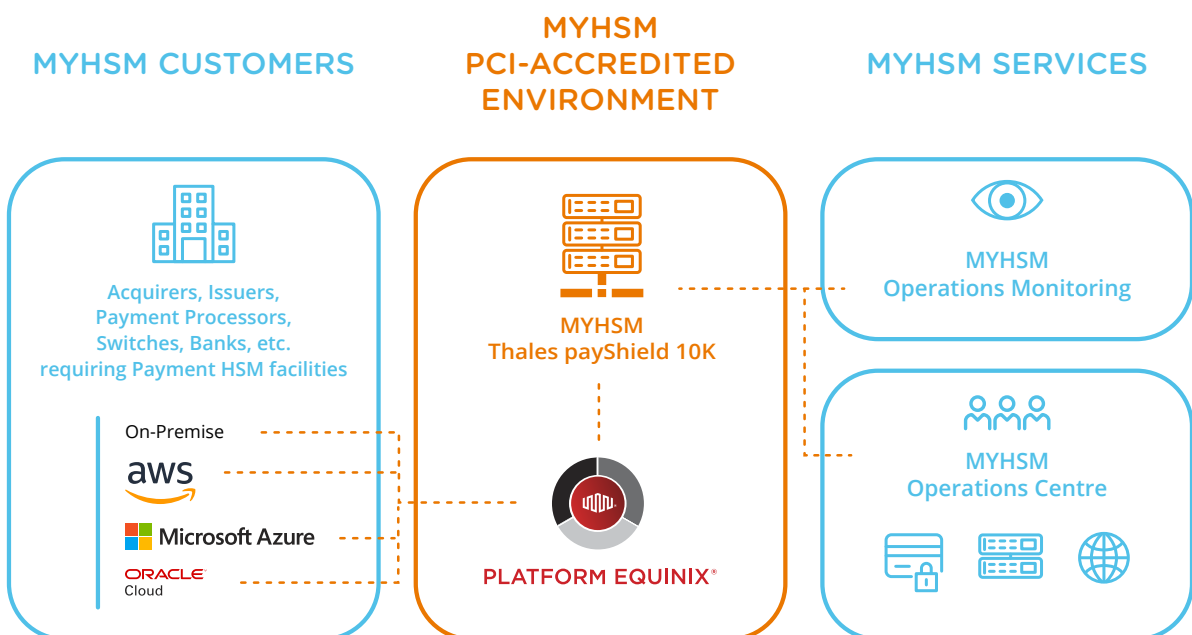 MYHSM CUSTOMERS
MYHSM
PCI-ACCREDITED
ENVIRONMENT
MYHSM SERVICES
Acquirers, Issuers,
Payment Processors,
Switches, Banks, etc.
requiring Payment HSM facilities
On-Premise
aws
Microsoft Azure
ORACLE
Cloud
MYHSM
Thales payShield 10K
PLATFORM EQUINIX®
MYHSM
Operations Monitoring
MYHSM
Operations Centre